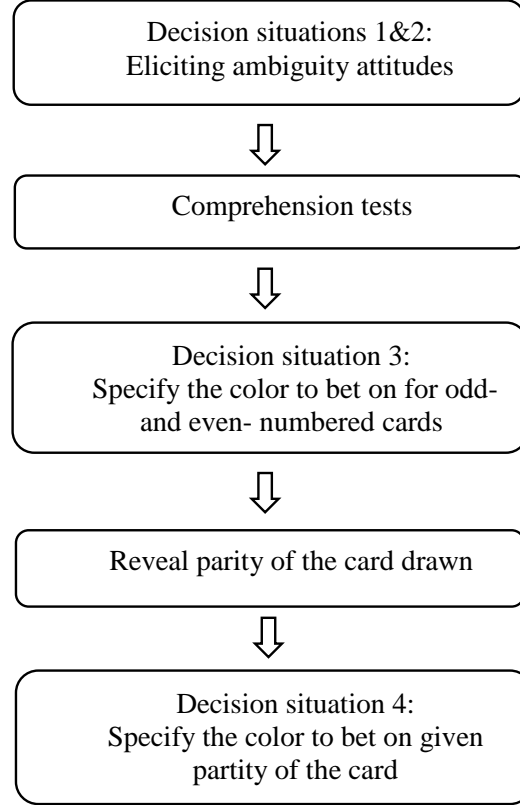 Decision situations 1&2:
Eliciting ambiguity attitudes
Comprehension tests
Decision situation 3:
Specify the color to bet on for odd-
and even- numbered cards
Reveal parity of the card drawn
Decision situation 4:
Specify the color to bet on given
partity of the card